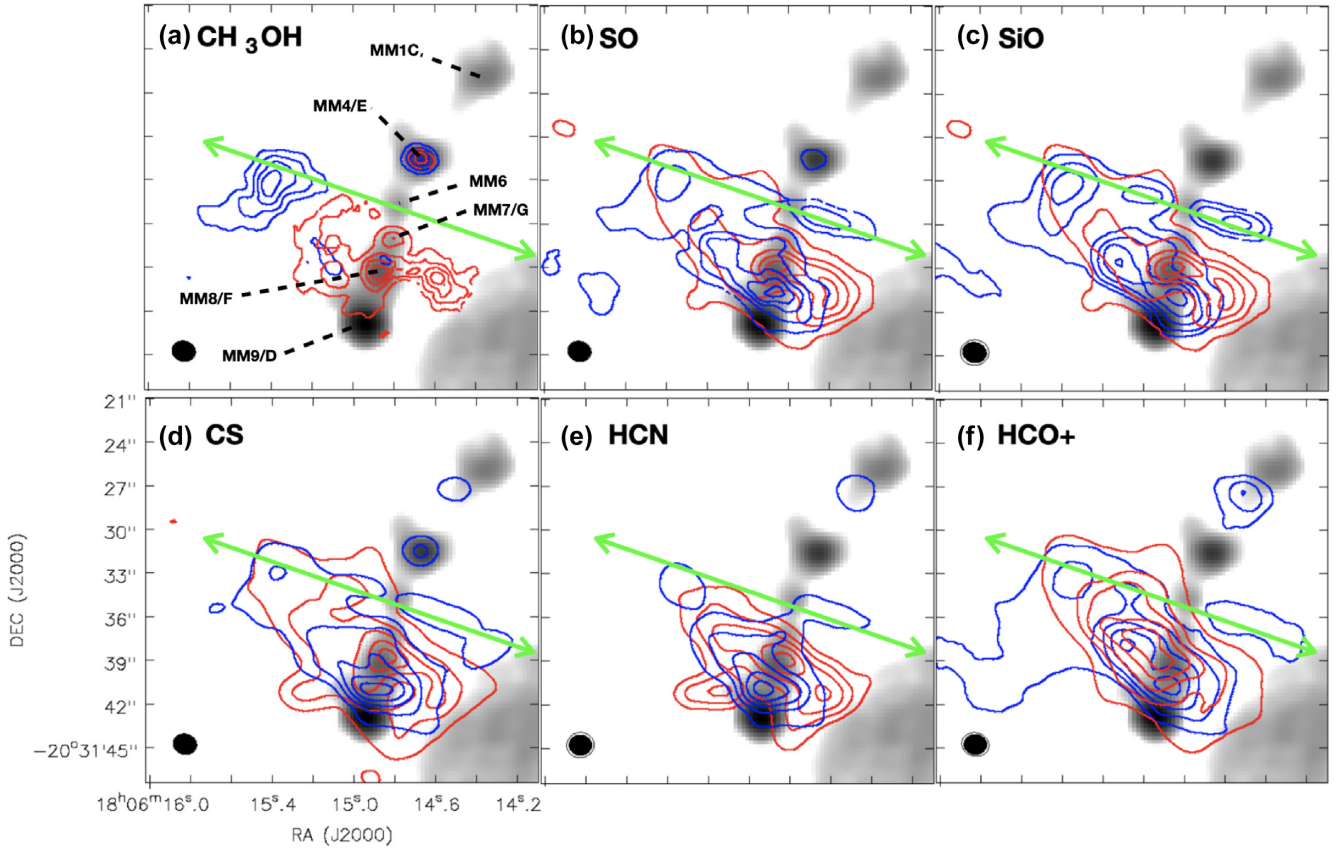 (a) CH 3OH
MM1C
MM4/E
MM6
MM7/G
MM8/F
MM9/D
(b) SO
(c) SiO
(d) CS
(e) HCN
(f) HCO+
21"
24"
27"
30"
33"
36"
39"
42"
−20°31'45"
DEC (J2000)
18h06m16s.0
15s.4
15s.0
14s.6
14s.2
RA (J2000)